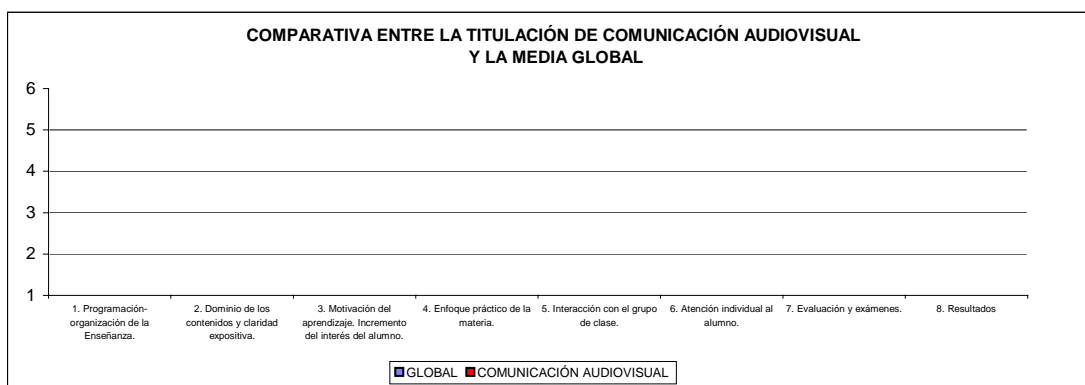 COMPARATIVA ENTRE LA TITULACIÓN DE COMUNICACIÓN AUDIOVISUAL
Y LA MEDIA GLOBAL
6
5
4
3
2
1
1. Programación-
organización de la
Enseñanza.
2. Dominio de los
contenidos y claridad
expositiva.
3. Motivación del
aprendizaje. Incremento
del interés del alumno.
4. Enfoque práctico de la
materia.
5. Interacción con el grupo
de clase.
6. Atención individual al
alumno.
7. Evaluación y exámenes.
8. Resultados
GLOBAL COMUNICACIÓN AUDIOVISUAL